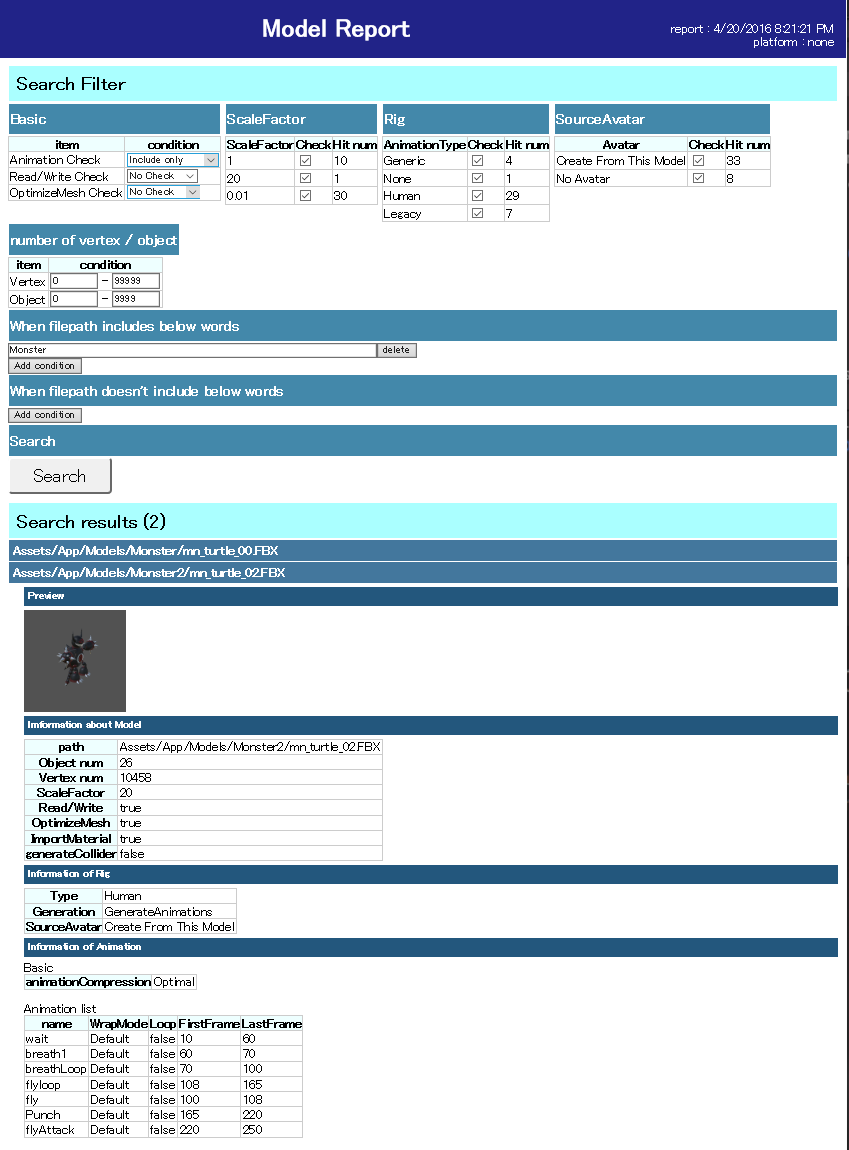 Model Report
report : 4/20/2016 8:21:21 PM
platform : none
Search Filter
Basic ScaleFactor Rig SourceAvatar
item condition ScaleFactor Check Hit num AnimationType Check Hit num Avatar Check Hit num
Animation Check Include only 1 10 Generic 4 Create From This Model 33
Read/Write Check No Check 20 1 None 1 No Avatar 8
OptimizeMesh Check No Check 0.01 30 Human 29
Legacy 7
number of vertex / object
item condition
Vertex 0 - 99999
Object 0 - 9999
When filepath includes below words
Monster delete
Add condition
When filepath doesn't include below words
Add condition
Search
Search
Search results (2)
Assets/App/Models/Monster/mn_turtle_00.FBX
Assets/App/Models/Monster2/mn_turtle_02.FBX
Preview
Imformation about Model
path Assets/App/Models/Monster2/mn_turtle_02.FBX
Object num 26
Vertex num 10458
ScaleFactor 20
Read/Write true
OptimizeMesh true
ImportMaterial true
generateCollider false
Information of Rig
Type Human
Generation GenerateAnimations
SourceAvatar Create From This Model
Information of Animation
Basic
animationCompression Optimal
Animation list
name WrapMode Loop FirstFrame LastFrame
wait Default false 10 60
breath1 Default false 60 70
breathLoop Default false 70 100
flyloop Default false 108 165
fly Default false 100 108
Punch Default false 165 220
flyAttack Default false 220 250